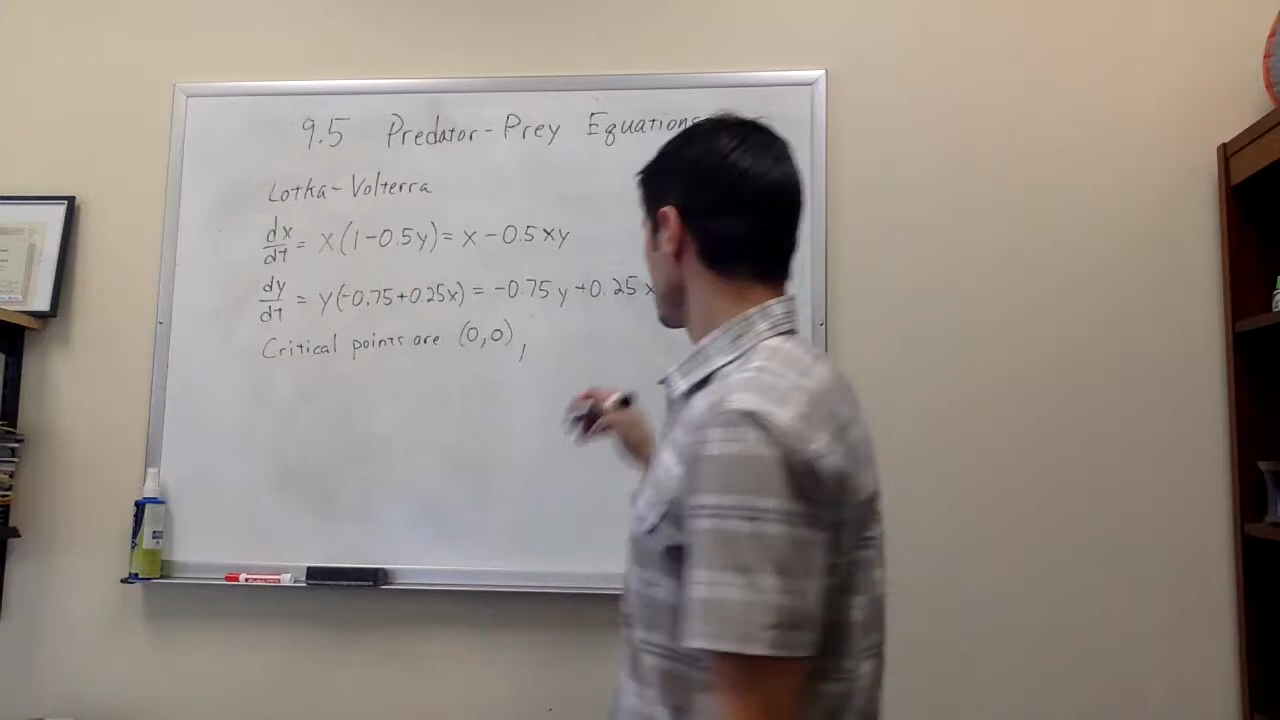 9.5 Predator-Prey Equations
Lotka-Volterra
dx/dt = x(1-0.5y) = x - 0.5xy
dy/dt = y(-0.75+0.25x) = -0.75y + 0.25x
Critical points are (0,0),